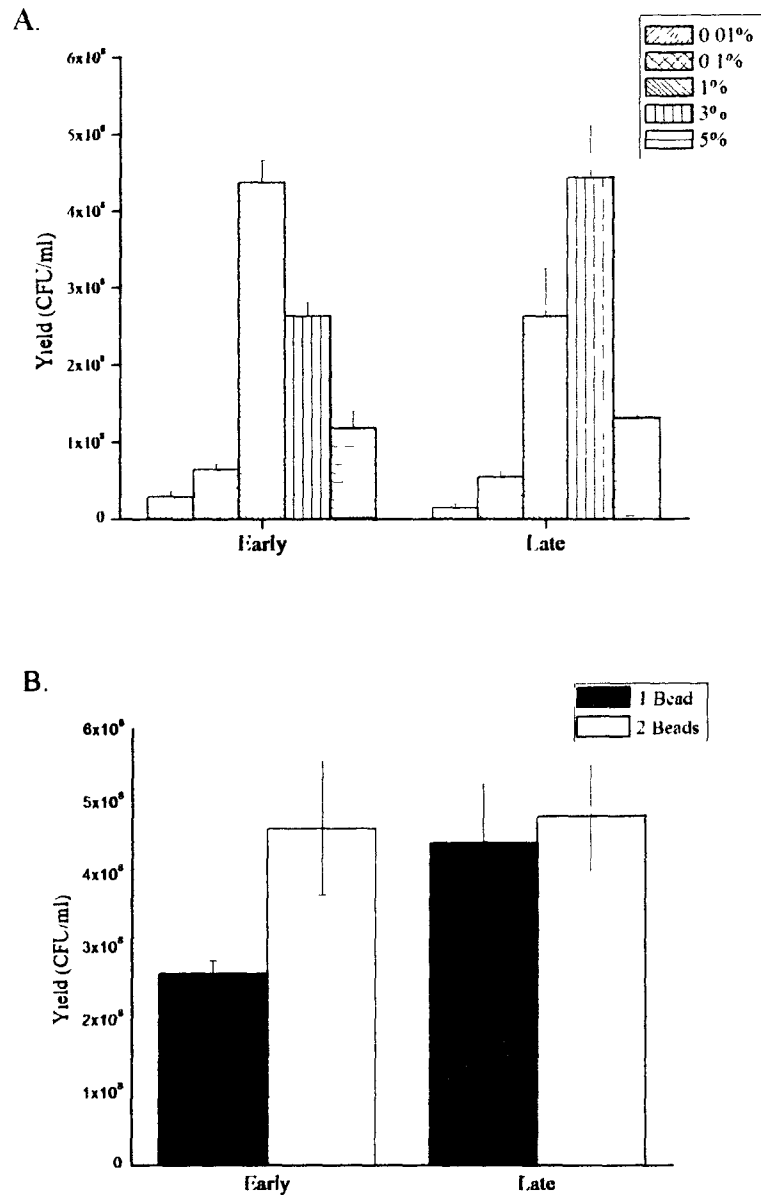 A.
0 01%
0 1%
1%
3%
5%
6x10⁸
5x10⁸
4x10⁸
3x10⁸
2x10⁸
1x10⁸
0
Yield (CFU/ml)
Early
Late
B.
1 Bead
2 Beads
6x10⁸
5x10⁸
4x10⁸
3x10⁸
2x10⁸
1x10⁸
0
Yield (CFU/ml)
Early
Late